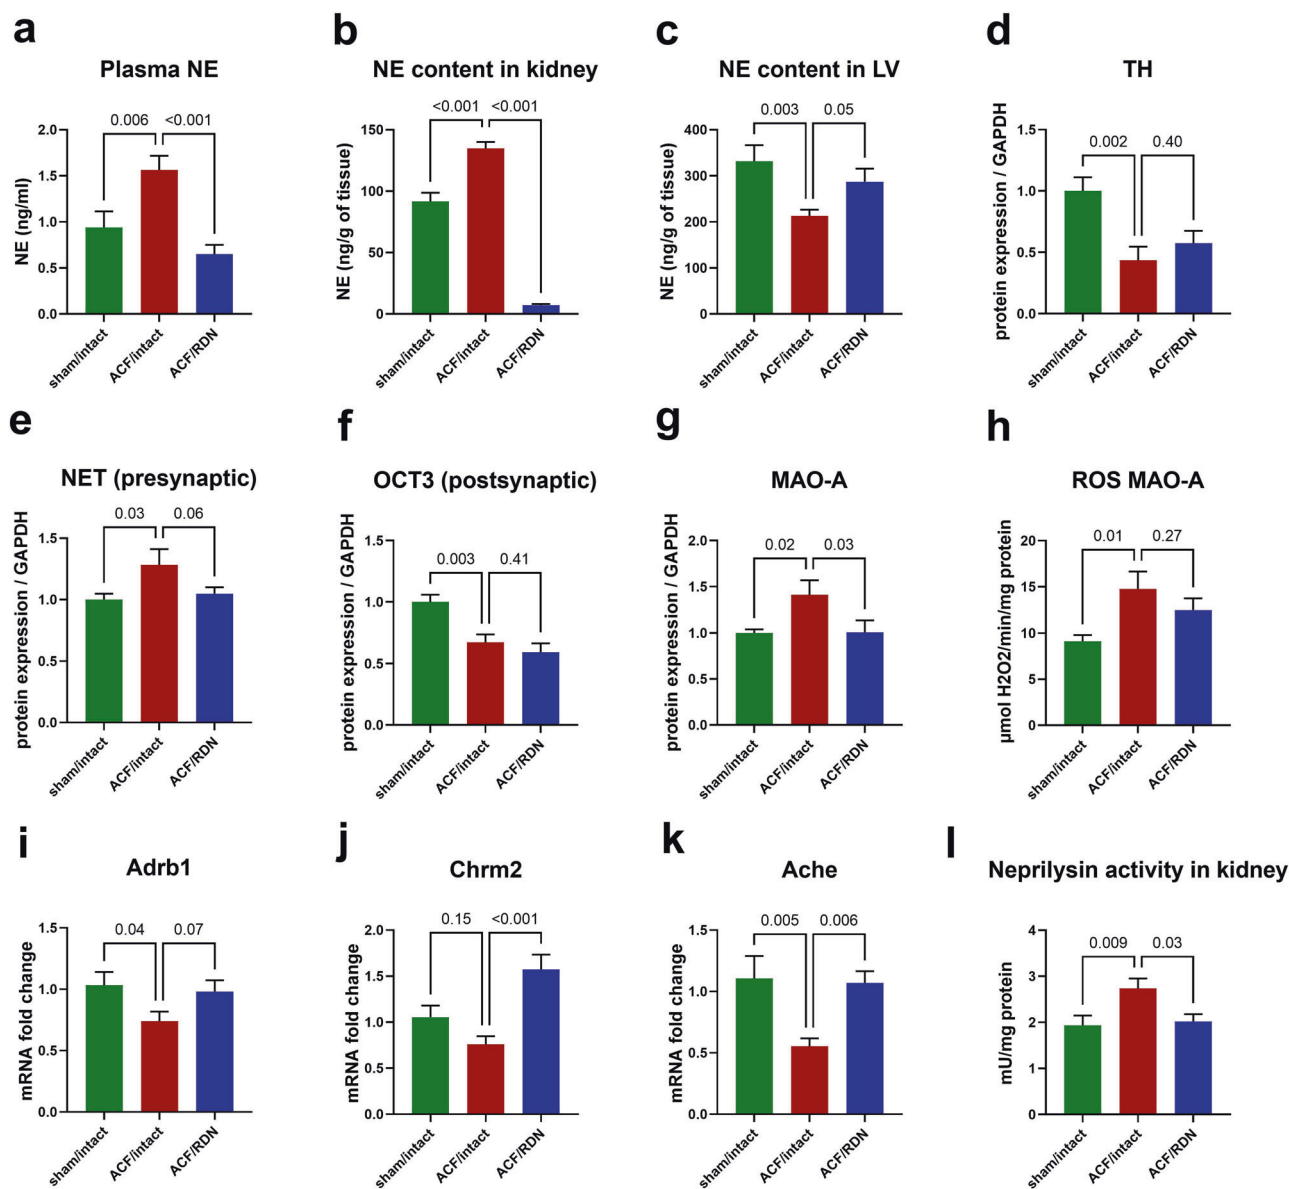 a
Plasma NE
0.006
<0.001
NE (ng/ml)
2.0
1.5
1.0
0.5
0.0
sham/intact
ACF/intact
ACF/RDN
b
NE content in kidney
<0.001
<0.001
NE (ng/g of tissue)
150
100
50
0
sham/intact
ACF/intact
ACF/RDN
c
NE content in LV
0.003
0.05
NE (ng/g of tissue)
400
300
200
100
0
sham/intact
ACF/intact
ACF/RDN
d
TH
0.002
0.40
protein expression / GAPDH
1.5
1.0
0.5
0.0
sham/intact
ACF/intact
ACF/RDN
e
NET (presynaptic)
0.03
0.06
protein expression / GAPDH
1.5
1.0
0.5
0.0
sham/intact
ACF/intact
ACF/RDN
f
OCT3 (postsynaptic)
0.003
0.41
protein expression / GAPDH
1.5
1.0
0.5
0.0
sham/intact
ACF/intact
ACF/RDN
g
MAO-A
0.02
0.03
protein expression / GAPDH
2.0
1.5
1.0
0.5
0.0
sham/intact
ACF/intact
ACF/RDN
h
ROS MAO-A
0.01
0.27
µmol H2O2/min/mg protein
20
15
10
5
0
sham/intact
ACF/intact
ACF/RDN
i
Adrb1
0.04
0.07
mRNA fold change
1.5
1.0
0.5
0.0
sham/intact
ACF/intact
ACF/RDN
j
Chrm2
0.15
<0.001
mRNA fold change
2.0
1.5
1.0
0.5
0.0
sham/intact
ACF/intact
ACF/RDN
k
Ache
0.005
0.006
mRNA fold change
1.5
1.0
0.5
0.0
sham/intact
ACF/intact
ACF/RDN
l
Neprilysin activity in kidney
0.009
0.03
mU/mg protein
4
3
2
1
0
sham/intact
ACF/intact
ACF/RDN